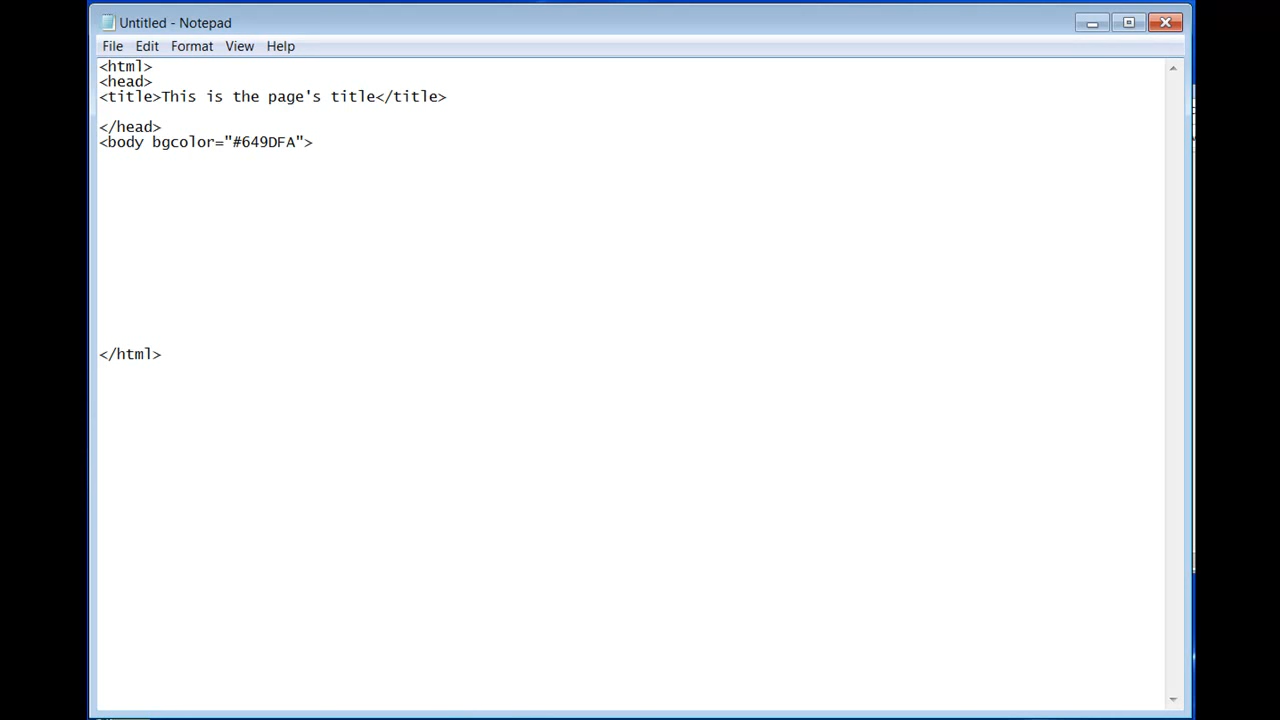 Untitled - Notepad
File Edit Format View Help
<html>
<head>
<title>This is the page's title</title>
</head>
<body bgcolor="#649DFA">
</html>